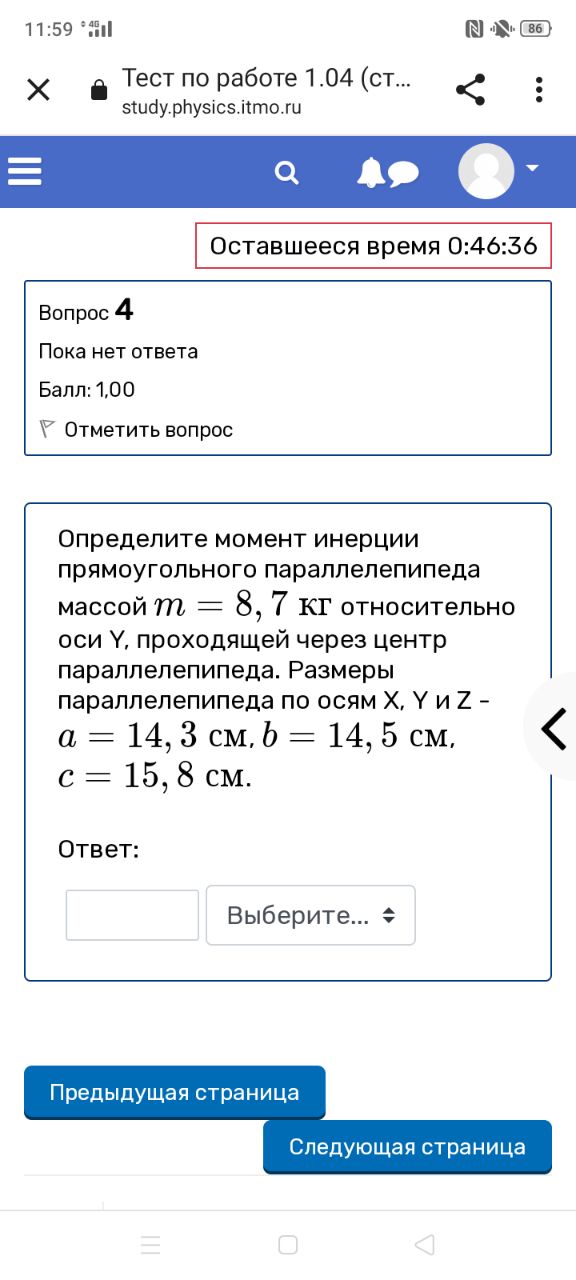 11:59 4G 86
Тест по работе 1.04 (ст...
study.physics.itmo.ru
Оставшееся время 0:46:36
Вопрос 4
Пока нет ответа
Балл: 1,00
Отметить вопрос
Определите момент инерции
прямоугольного параллелепипеда
массой m = 8, 7 кг относительно
оси Y, проходящей через центр
параллелепипеда. Размеры
параллелепипеда по осям X, Y и Z -
a = 14, 3 см, b = 14, 5 см,
c = 15, 8 см.
Ответ:
Выберите...
Предыдущая страница
Следующая страница